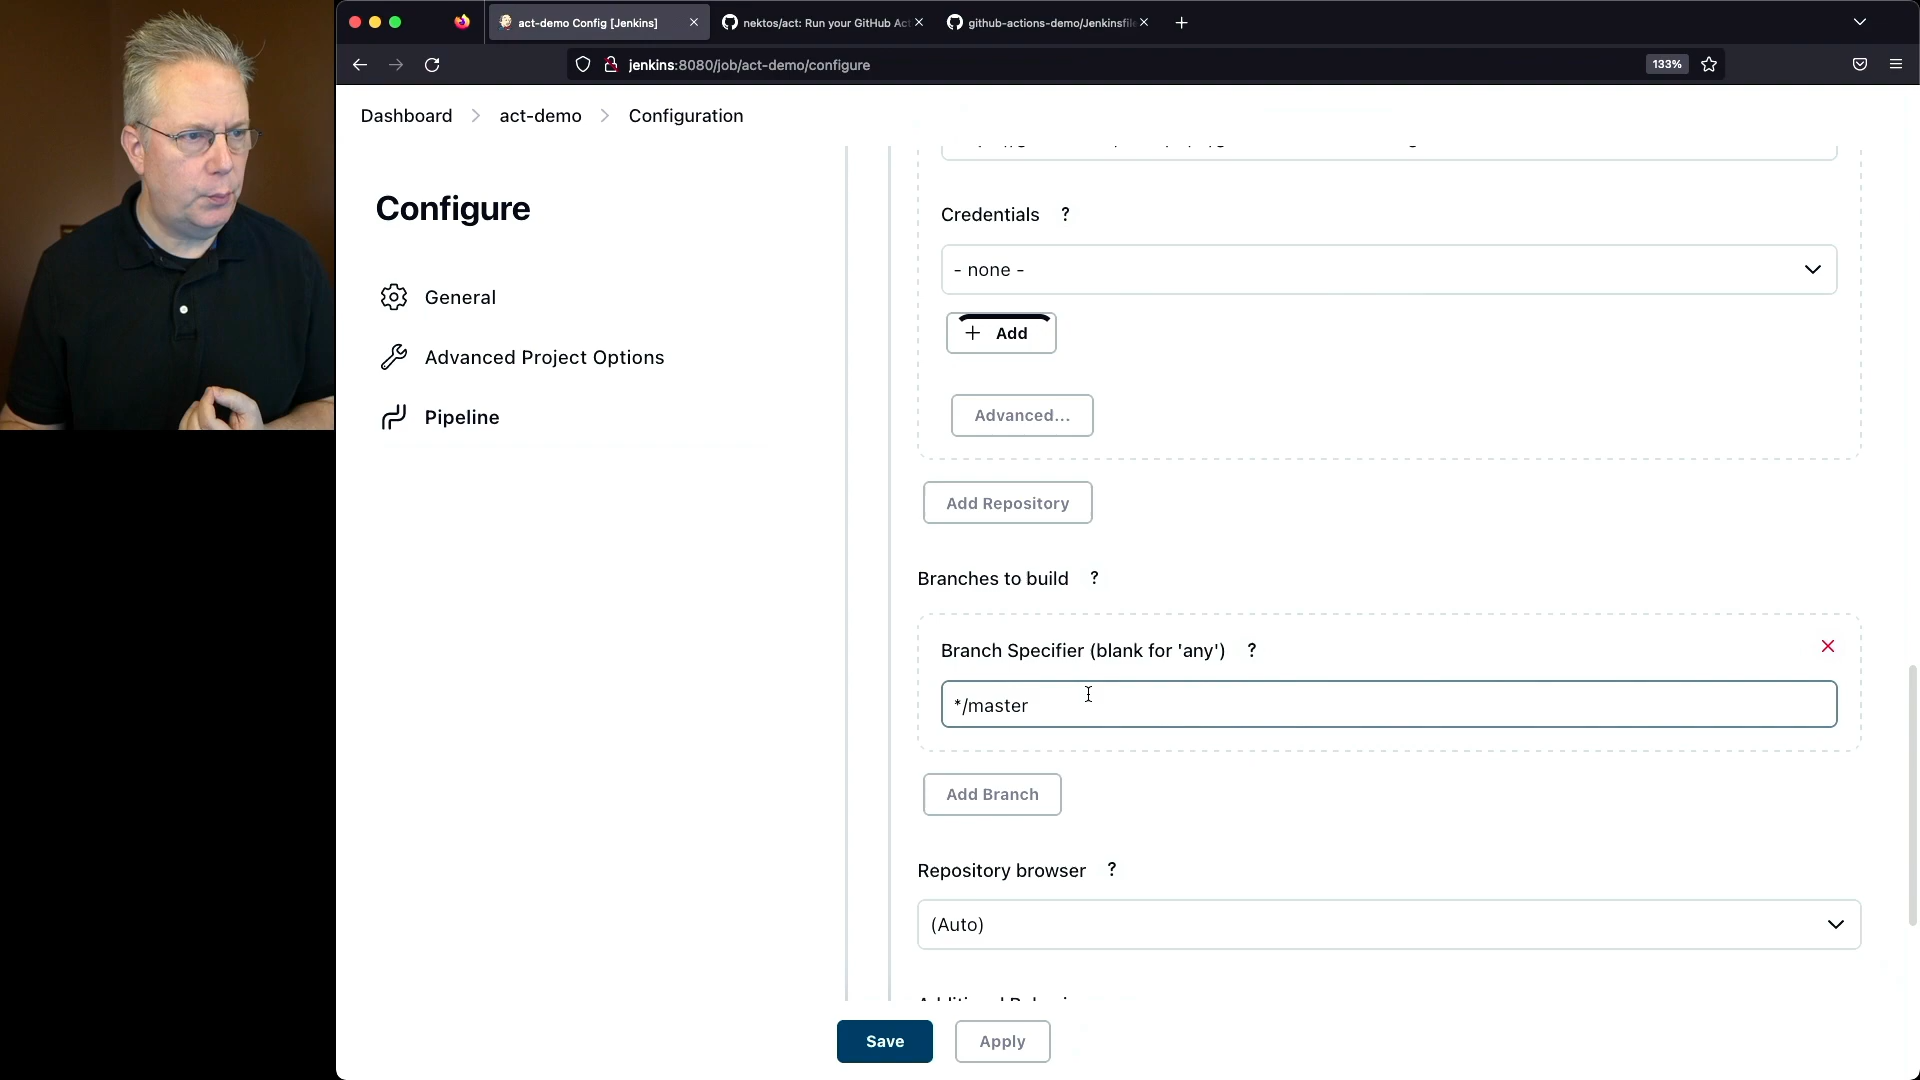 act-demo Config [Jenkins]
nektos/act: Run your GitHub Act
github-actions-demo/Jenkinsfile
jenkins:8080/job/act-demo/configure
133%
Dashboard
act-demo
Configuration
Configure
General
Advanced Project Options
Pipeline
Credentials ?
- none -
+ Add
Advanced...
Add Repository
Branches to build ?
Branch Specifier (blank for 'any') ?
*/master
Add Branch
Repository browser ?
(Auto)
Save
Apply